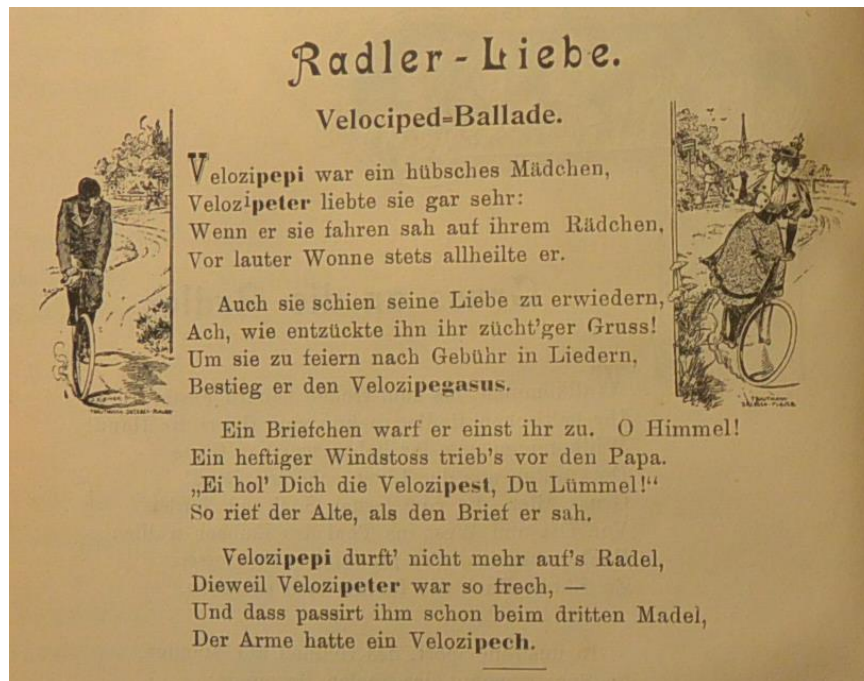 Radler-Liebe.
Velociped-Ballade.
Velozipepi war ein hübsches Mädchen,
Velozipeter liebte sie gar sehr:
Wenn er sie fahren sah auf ihrem Rädchen,
Vor lauter Wonne stets allheilte er.
Auch sie schien seine Liebe zu erwiedern,
Ach, wie entzückte ihn ihr zücht'ger Gruss!
Um sie zu feiern nach Gebühr in Liedern,
Bestieg er den Velozipegasus.
Ein Briefchen warf er einst ihr zu. O Himmel!
Ein heftiger Windstoss trieb's vor den Papa.
„Ei hol' Dich die Velozipest, Du Lümmel!“
So rief der Alte, als den Brief er sah.
Velozipepi durft' nicht mehr auf's Radel,
Dieweil Velozipeter war so frech, —
Und dass passirt ihm schon beim dritten Madel,
Der Arme hatte ein Velozipech.